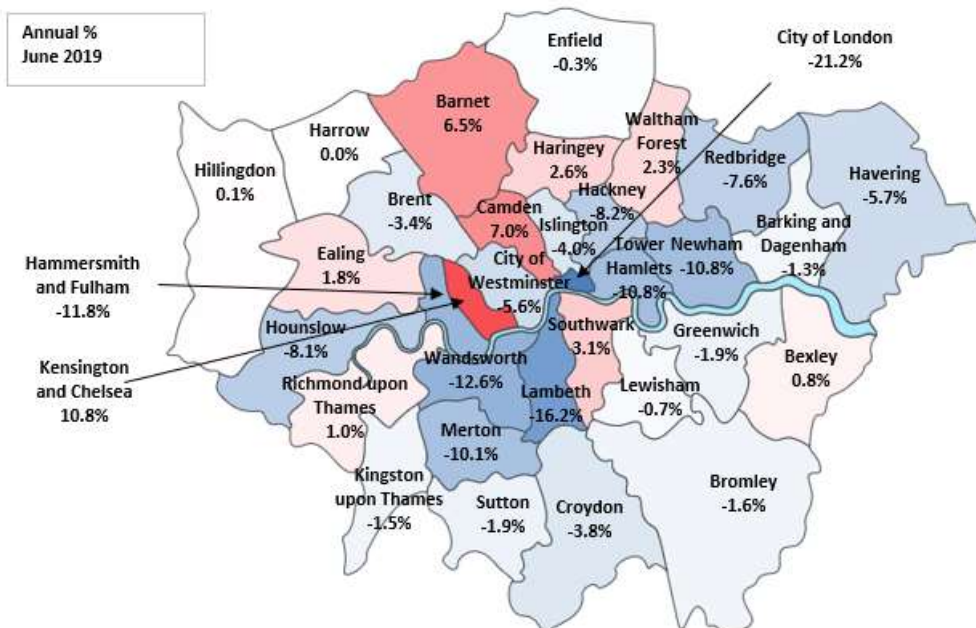 Annual %
June 2019
Enfield
-0.3%
City of London
-21.2%
Barnet
6.5%
Harrow
0.0%
Hillingdon
0.1%
Haringey
2.6%
Waltham
Forest
2.3%
Redbridge
-7.6%
Havering
-5.7%
Brent
-3.4%
Camden
7.0%
Islington
-4.0%
Hackney
-8.2%
Barking and
Dagenham
-1.3%
Ealing
1.8%
City of
Westminster
-5.6%
Tower
Hamlets
-10.8%
Newham
-10.8%
Hammersmith
and Fulham
-11.8%
Hounslow
-8.1%
Kensington
and Chelsea
10.8%
Southwark
3.1%
Greenwich
-1.9%
Bexley
0.8%
Richmond upon
Thames
1.0%
Wandsworth
-12.6%
Lambeth
-16.2%
Lewisham
-0.7%
Merton
-10.1%
Kingston
upon Thames
-1.5%
Sutton
-1.9%
Croydon
-3.8%
Bromley
-1.6%